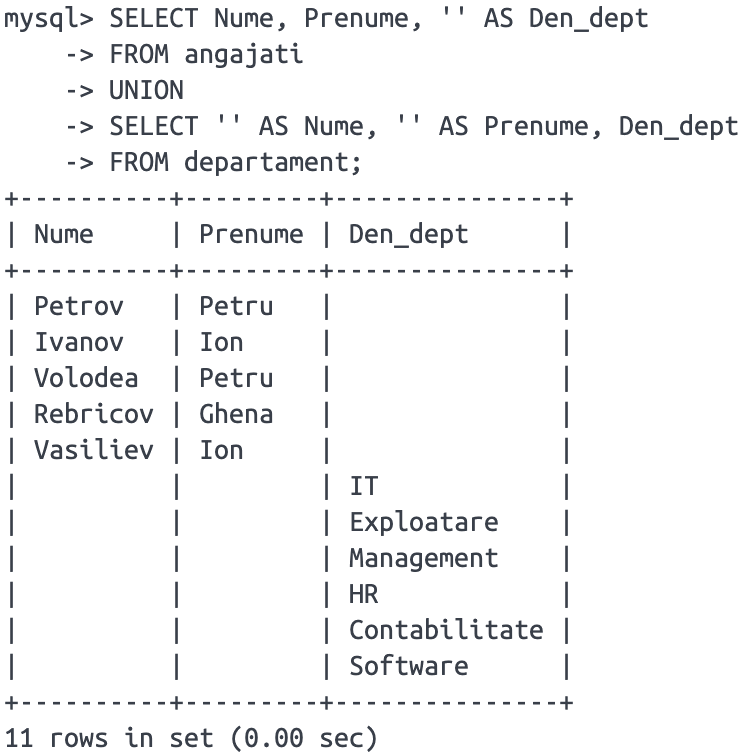 mysql> SELECT Nume, Prenume, '' AS Den_dept
    -> FROM angajati
    -> UNION
    -> SELECT '' AS Nume, '' AS Prenume, Den_dept
    -> FROM departament;
+----------+---------+---------------+
| Nume     | Prenume | Den_dept      |
+----------+---------+---------------+
| Petrov   | Petru   |               |
| Ivanov   | Ion     |               |
| Volodea  | Petru   |               |
| Rebricov | Ghena   |               |
| Vasiliev | Ion     |               |
|          |         | IT            |
|          |         | Exploatare    |
|          |         | Management    |
|          |         | HR            |
|          |         | Contabilitate |
|          |         | Software      |
+----------+---------+---------------+
11 rows in set (0.00 sec)